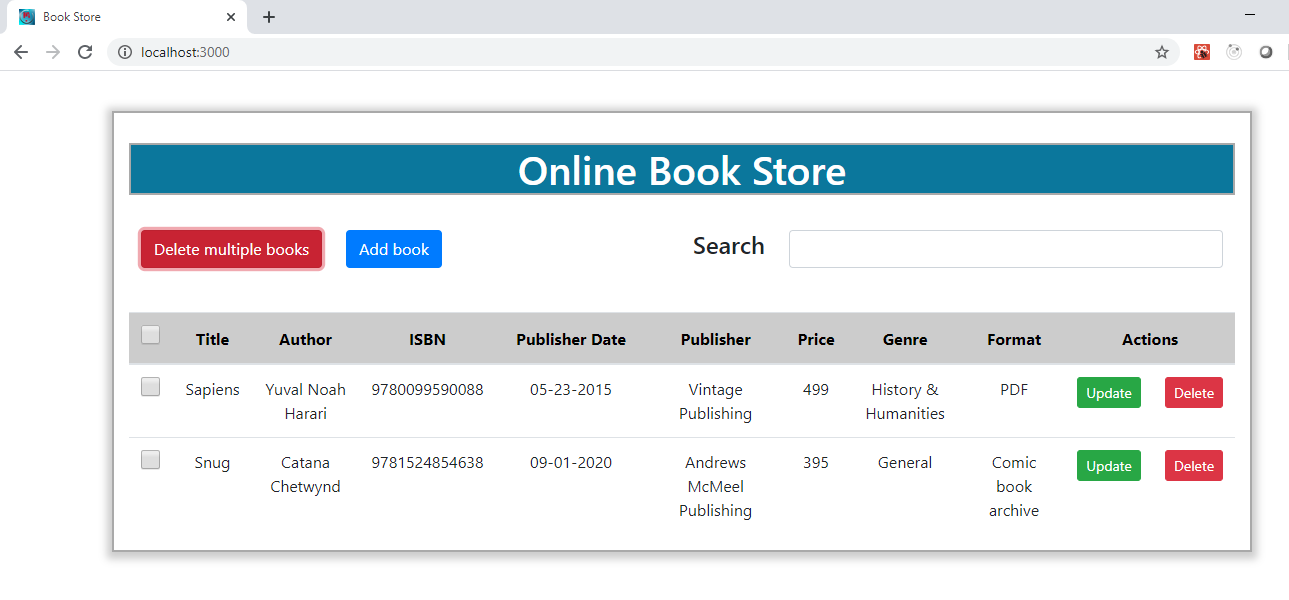 Book Store
localhost:3000
Online Book Store
Delete multiple books Add book Search
Title Author ISBN Publisher Date Publisher Price Genre Format Actions
Sapiens Yuval Noah 9780099590088 05-23-2015 Vintage 499 History & PDF Update Delete
Harari Publishing Humanities
Snug Catana 9781524854638 09-01-2020 Andrews 395 General Comic Update Delete
Chetwynd McMeel book
Publishing archive